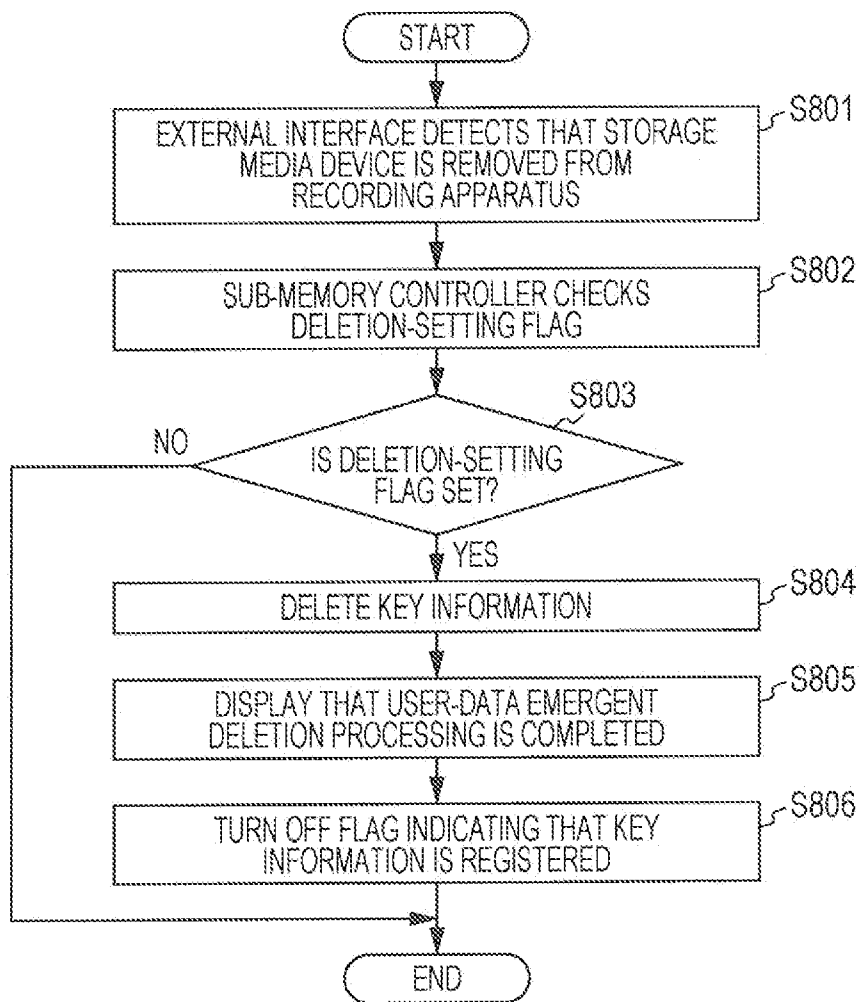 START
S801
EXTERNAL INTERFACE DETECTS THAT STORAGE
MEDIA DEVICE IS REMOVED FROM
RECORDING APPARATUS
S802
SUB-MEMORY CONTROLLER CHECKS
DELETION-SETTING FLAG
S803
NO
IS DELETION-SETTING
FLAG SET?
YES
S804
DELETE KEY INFORMATION
S805
DISPLAY THAT USER-DATA EMERGENT
DELETION PROCESSING IS COMPLETED
S806
TURN OFF FLAG INDICATING THAT KEY
INFORMATION IS REGISTERED
END